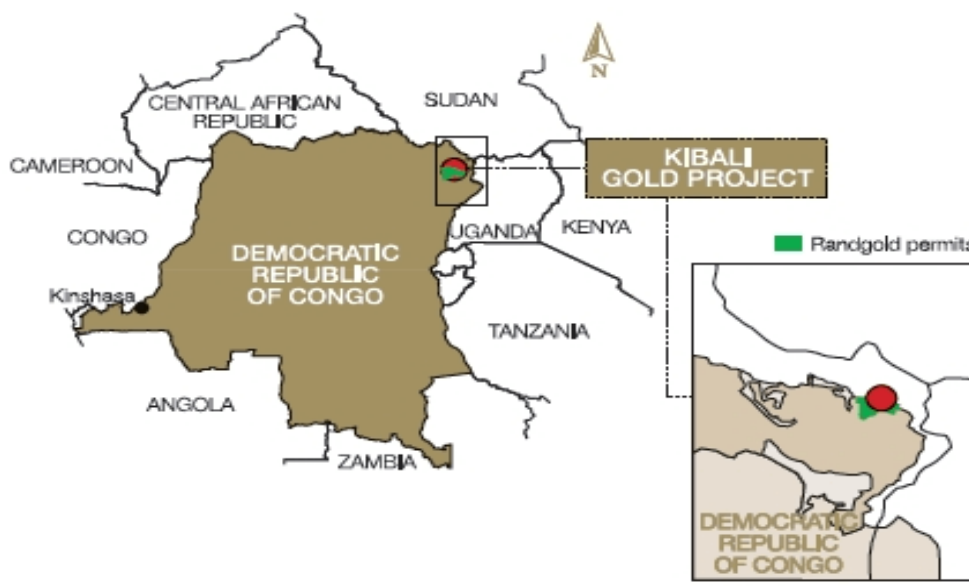 N
SUDAN
CENTRAL AFRICAN
REPUBLIC
CAMEROON
KIBALI
GOLD PROJECT
CONGO
UGANDA
KENYA
DEMOCRATIC
REPUBLIC
OF CONGO
Randgold permits
Kinshasa
TANZANIA
ANGOLA
ZAMBIA
DEMOCRATIC
REPUBLIC
OF CONGO